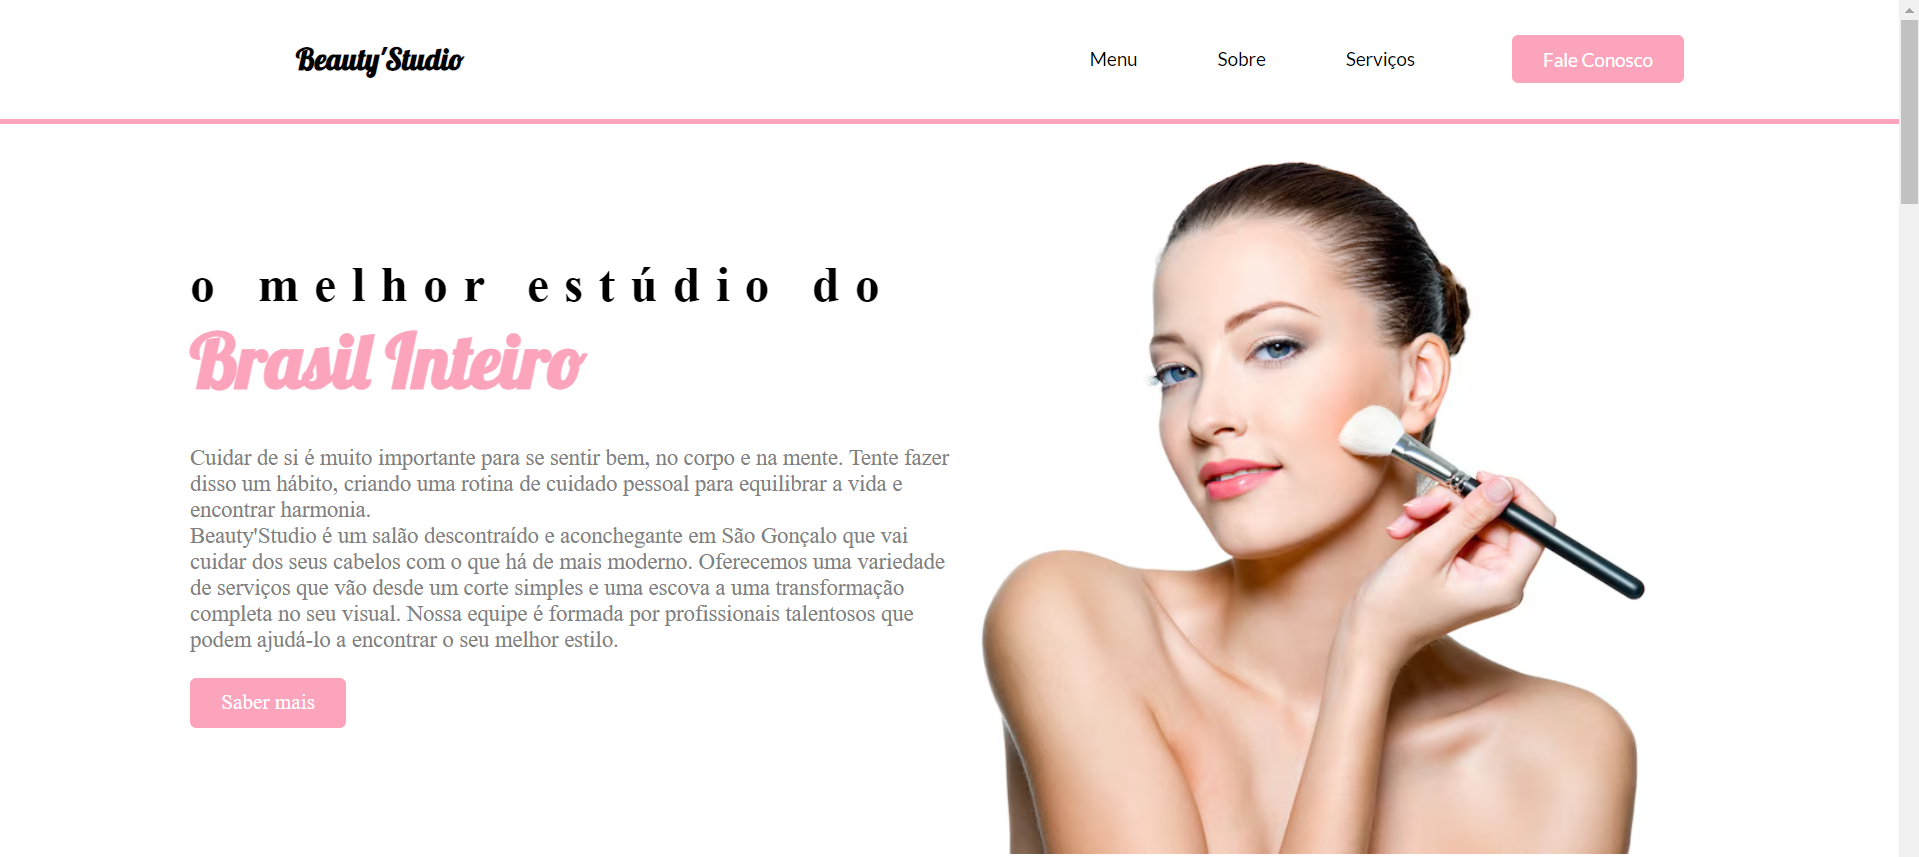 Beauty'Studio
Menu
Sobre
Serviços
Fale Conosco
o melhor estúdio do
Brasil Inteiro
Cuidar de si é muito importante para se sentir bem, no corpo e na mente. Tente fazer
disso um hábito, criando uma rotina de cuidado pessoal para equilibrar a vida e
encontrar harmonia.
Beauty'Studio é um salão descontraído e aconchegante em São Gonçalo que vai
cuidar dos seus cabelos com o que há de mais moderno. Oferecemos uma variedade
de serviços que vão desde um corte simples e uma escova a uma transformação
completa no seu visual. Nossa equipe é formada por profissionais talentosos que
podem ajudá-lo a encontrar o seu melhor estilo.
Saber mais